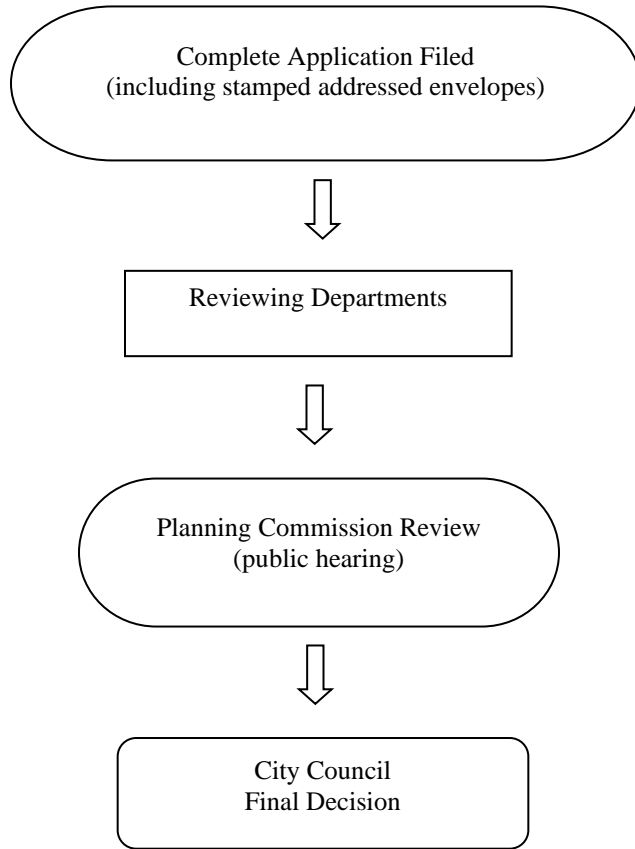 Complete Application Filed
(including stamped addressed envelopes)
Reviewing Departments
Planning Commission Review
(public hearing)
City Council
Final Decision